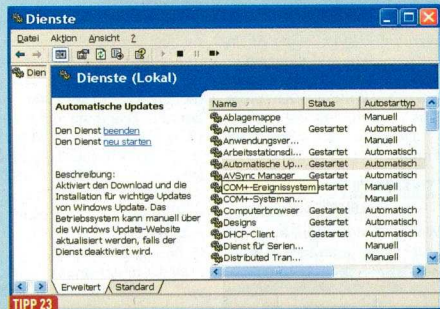 Dienste
Datei Aktion Ansicht ?
Dien
Dienste (Lokal)
Automatische Updates
Den Dienst beenden
Den Dienst neu starten
Beschreibung:
Aktiviert den Download und die
Installation für wichtige Updates
von Windows Update. Das
Betriebssystem kann manuell über
die Windows Update-Website
aktualisiert werden, falls der
Dienst deaktiviert wird.
Name Status Autostarttyp
Ablagemappe Manuell
Anmeldedienst Gestartet Automatisch
Anwendungsver... Manuell
Arbeitsstationsdi... Gestartet Automatisch
Automatische Up... Gestartet Automatisch
AVSync Manager Gestartet Automatisch
COM+-Ereignissystem startet Manuell
COM+-Systeman... Manuell
Computerbrowser Gestartet Automatisch
Designs Gestartet Automatisch
DHCP-Client Gestartet Automatisch
Dienst für Serien... Manuell
Distributed Tran... Manuell
Erweitert Standard
TIPP 23